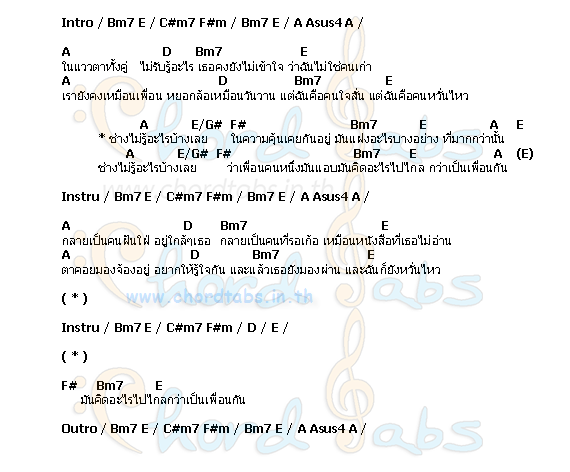 Intro / Bm7 E / C#m7 F#m / Bm7 E / A Asus4 A /
A D Bm7 E
ในแววตาทั้งคู่ ไม่รับรู้อะไร เธอคงยังไม่เข้าใจ ว่าฉันไม่ใช่คนเก่า
A D Bm7 E
เรายังคงเหมือนเพื่อน หยอกล้อเหมือนวันวาน แต่ฉันคือคนใจสั่น แต่ฉันคือคนหวั่นไหว
A E/G# F# Bm7 E A E
* ช่างไม่รู้อะไรบ้างเลย ในความคุ้นเคยกันอยู่ มันแฝงอะไรบางอย่าง ที่มากกว่านั้น
A E/G# F# Bm7 E A (E)
ช่างไม่รู้อะไรบ้างเลย ว่าเพื่อนคนหนึ่งมันแอบมันคิดอะไรไปไกล กว่าเป็นเพื่อนกัน
www.chordtabs.in.th
Instru / Bm7 E / C#m7 F#m / Bm7 E / A Asus4 A /
A D Bm7 E
กลายเป็นคนฝันใฝ่ อยู่ใกล้ๆเธอ กลายเป็นคนที่รอเก้อ เหมือนหนังสือที่เธอไม่อ่าน
A D Bm7 E
ตาคอยมองจ้องอยู่ อยากให้รู้ใจกัน และแล้วเธอยังมองผ่าน และฉันก็ยังหวั่นไหว
( * )
www.chordtabs.in.th
Instru / Bm7 E / C#m7 F#m / D / E /
( * )
F# Bm7 E
มันคิดอะไรไปไกลกว่าเป็นเพื่อนกัน
Outro / Bm7 E / C#m7 F#m / Bm7 E / A Asus4 A /